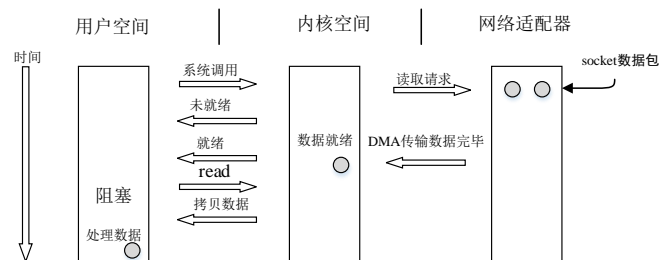 用户空间
内核空间
网络适配器
时间
系统调用
读取请求
socket数据包
未就绪
就绪
数据就绪
DMA传输数据完毕
read
阻塞
拷贝数据
处理数据